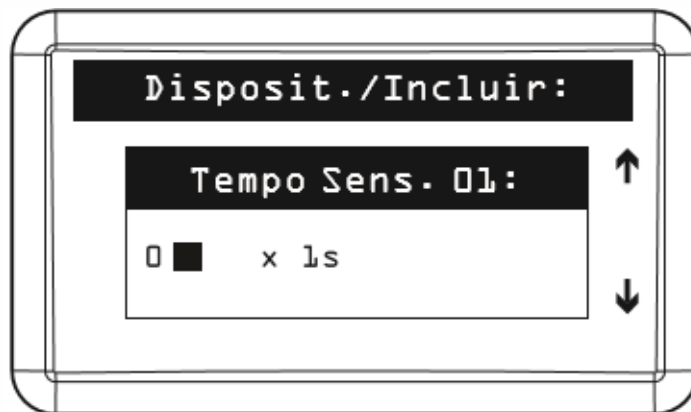 Disposit./Incluir:
Tempo Sens. 01:
0■ x 1s